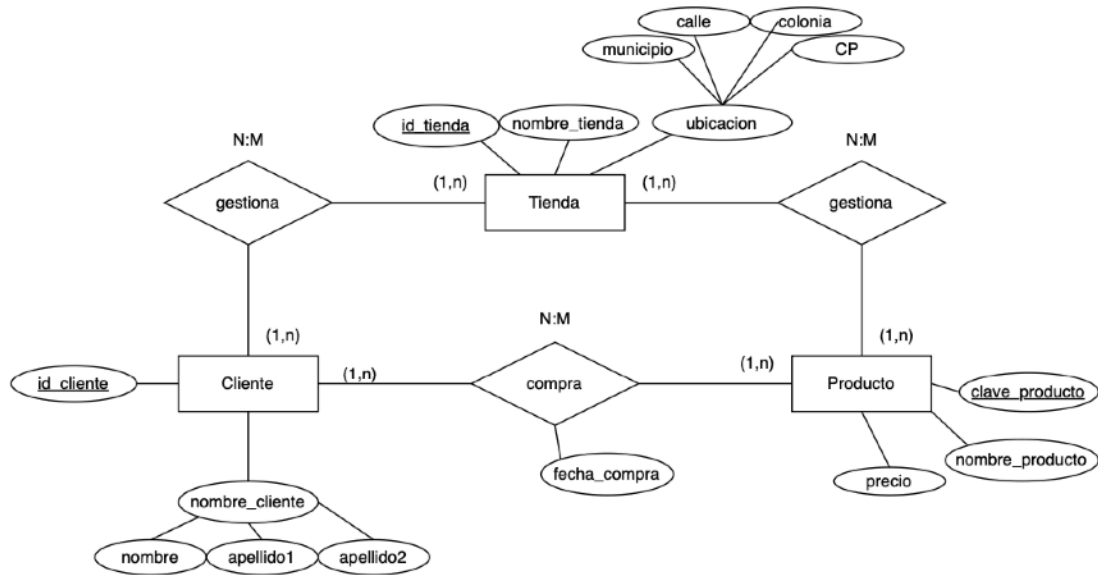 calle
colonia
municipio
CP
id_tienda
nombre_tienda
ubicacion
N:M
N:M
(1,n)
(1,n)
gestiona
Tienda
gestiona
(1,n)
N:M
(1,n)
id_cliente
Cliente
(1,n)
compra
(1,n)
Producto
clave_producto
fecha_compra
nombre_producto
precio
nombre_cliente
nombre
apellido1
apellido2